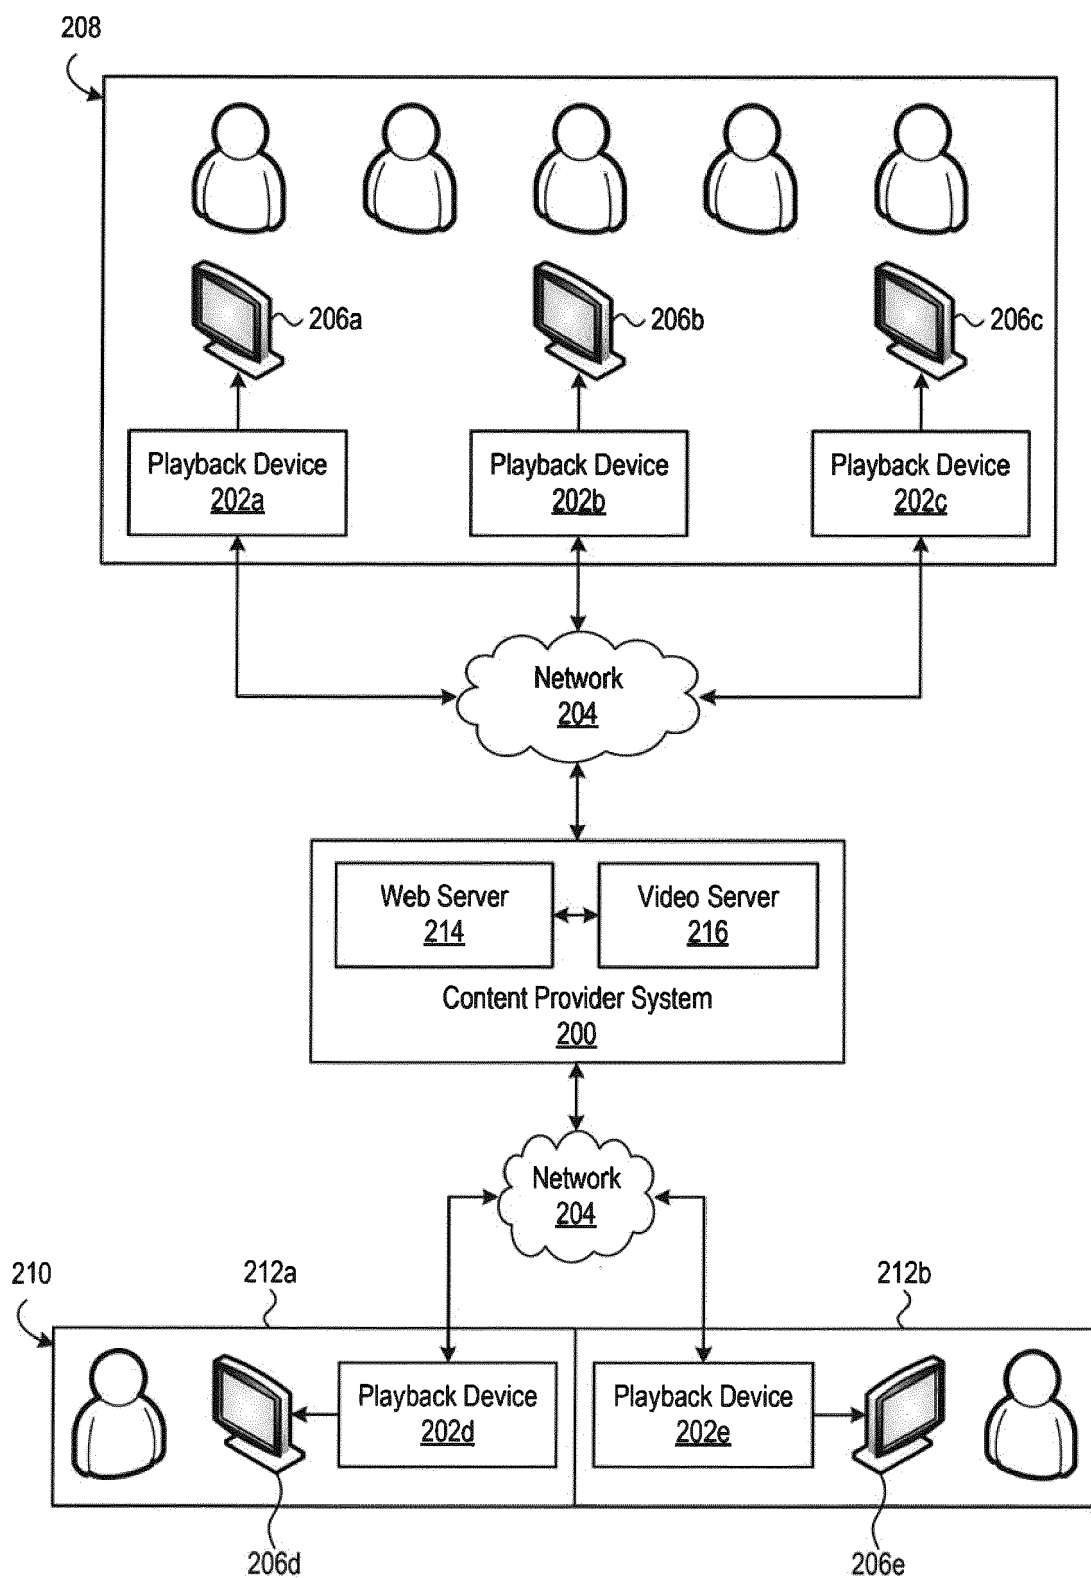 208
206a
206b
206c
Playback Device
202a
Playback Device
202b
Playback Device
202c
Network
204
Web Server
214
Video Server
216
Content Provider System
200
Network
204
210
212a
212b
Playback Device
202d
Playback Device
202e
206d
206e